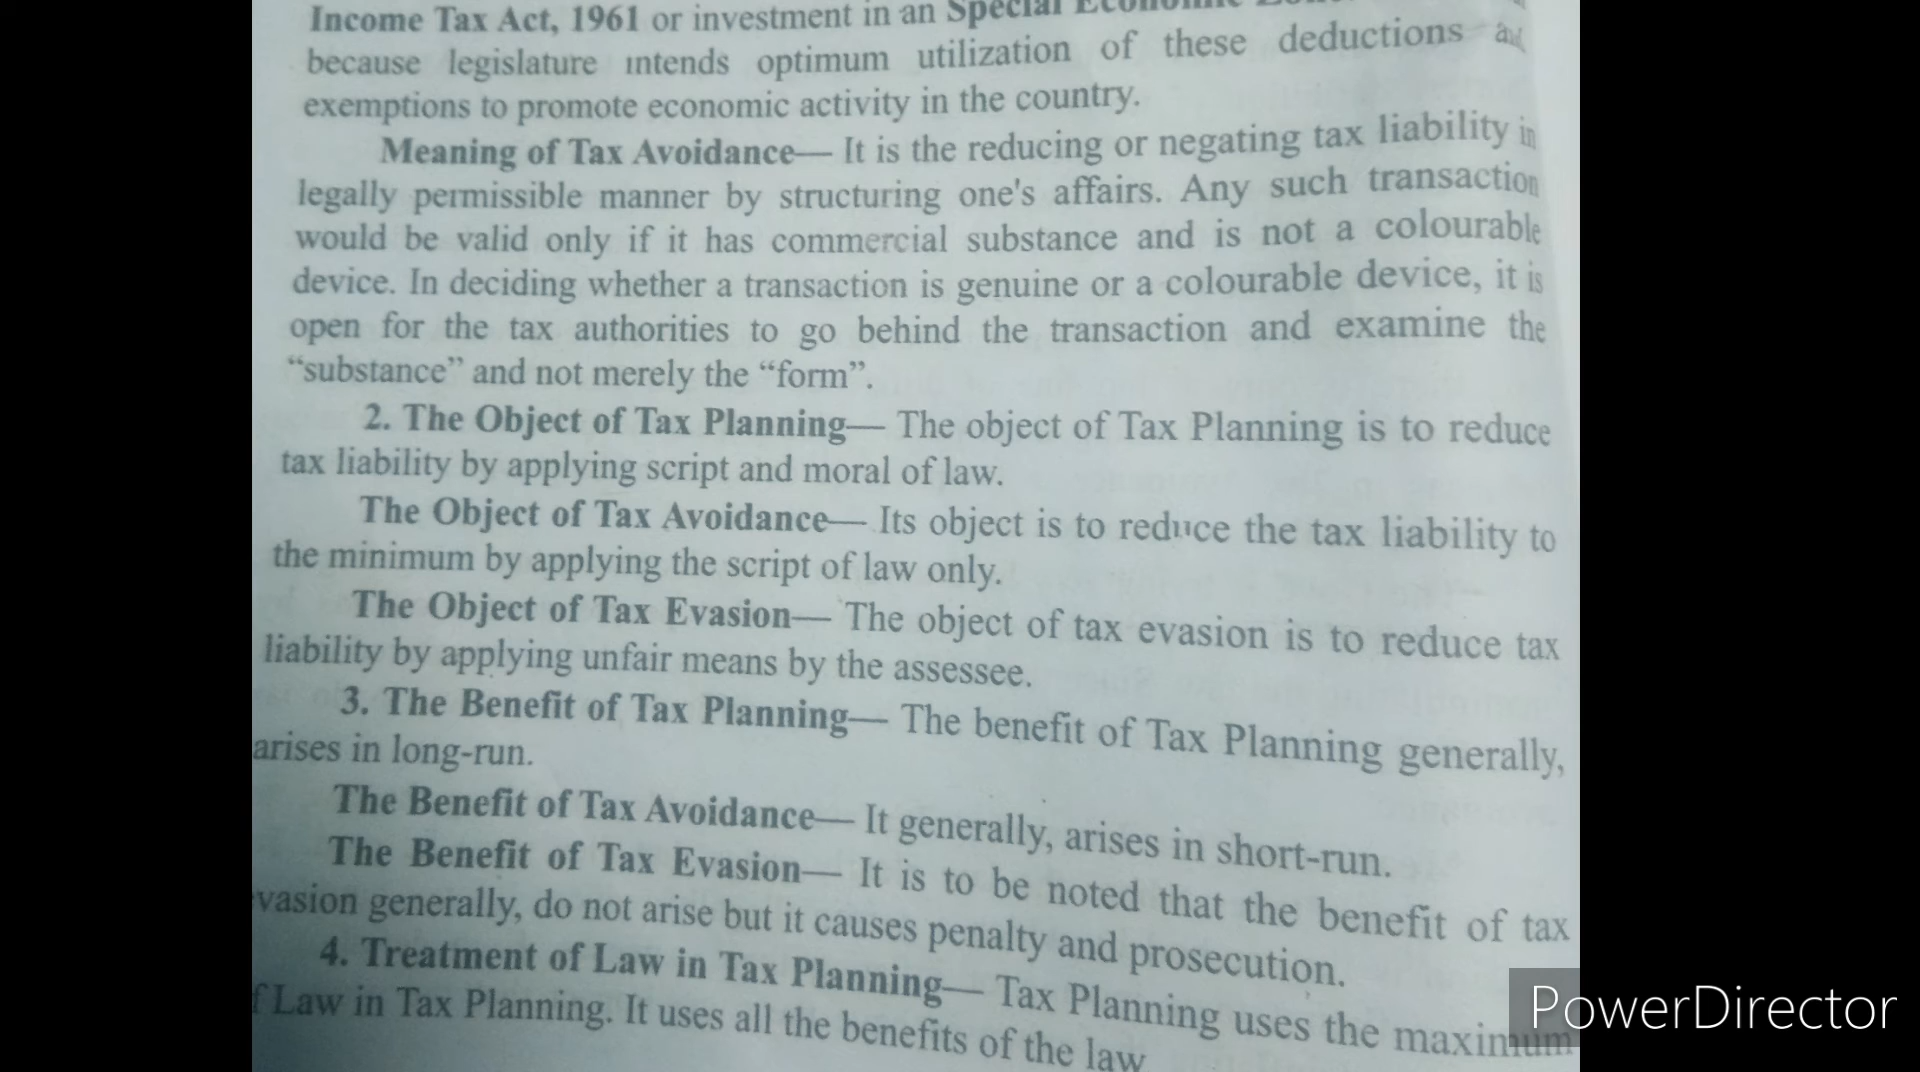 Income Tax Act, 1961 or investment in an Special Economic
because legislature intends optimum utilization of these deductions
exemptions to promote economic activity in the country.
Meaning of Tax Avoidance— It is the reducing or negating tax liability in
legally permissible manner by structuring one's affairs. Any such transaction
would be valid only if it has commercial substance and is not a colourable
device. In deciding whether a transaction is genuine or a colourable device, it is
open for the tax authorities to go behind the transaction and examine the
“substance” and not merely the “form”.
2. The Object of Tax Planning— The object of Tax Planning is to reduce
tax liability by applying script and moral of law.
The Object of Tax Avoidance— Its object is to reduce the tax liability to
the minimum by applying the script of law only.
The Object of Tax Evasion— The object of tax evasion is to reduce tax
liability by applying unfair means by the assessee.
3. The Benefit of Tax Planning— The benefit of Tax Planning generally,
arises in long-run.
The Benefit of Tax Avoidance— It generally, arises in short-run.
The Benefit of Tax Evasion— It is to be noted that the benefit of tax
vasion generally, do not arise but it causes penalty and prosecution.
4. Treatment of Law in Tax Planning— Tax Planning uses the maximum
f Law in Tax Planning. It uses all the benefits of the law
PowerDirector